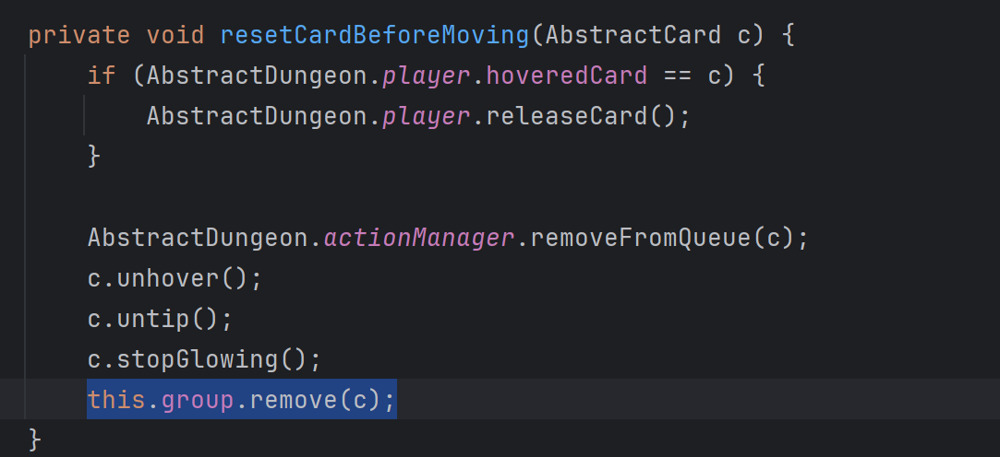 private void resetCardBeforeMoving(AbstractCard c) {
    if (AbstractDungeon.player.hoveredCard == c) {
        AbstractDungeon.player.releaseCard();
    }

    AbstractDungeon.actionManager.removeFromQueue(c);
    c.unhover();
    c.untip();
    c.stopGlowing();
    this.group.remove(c);
}